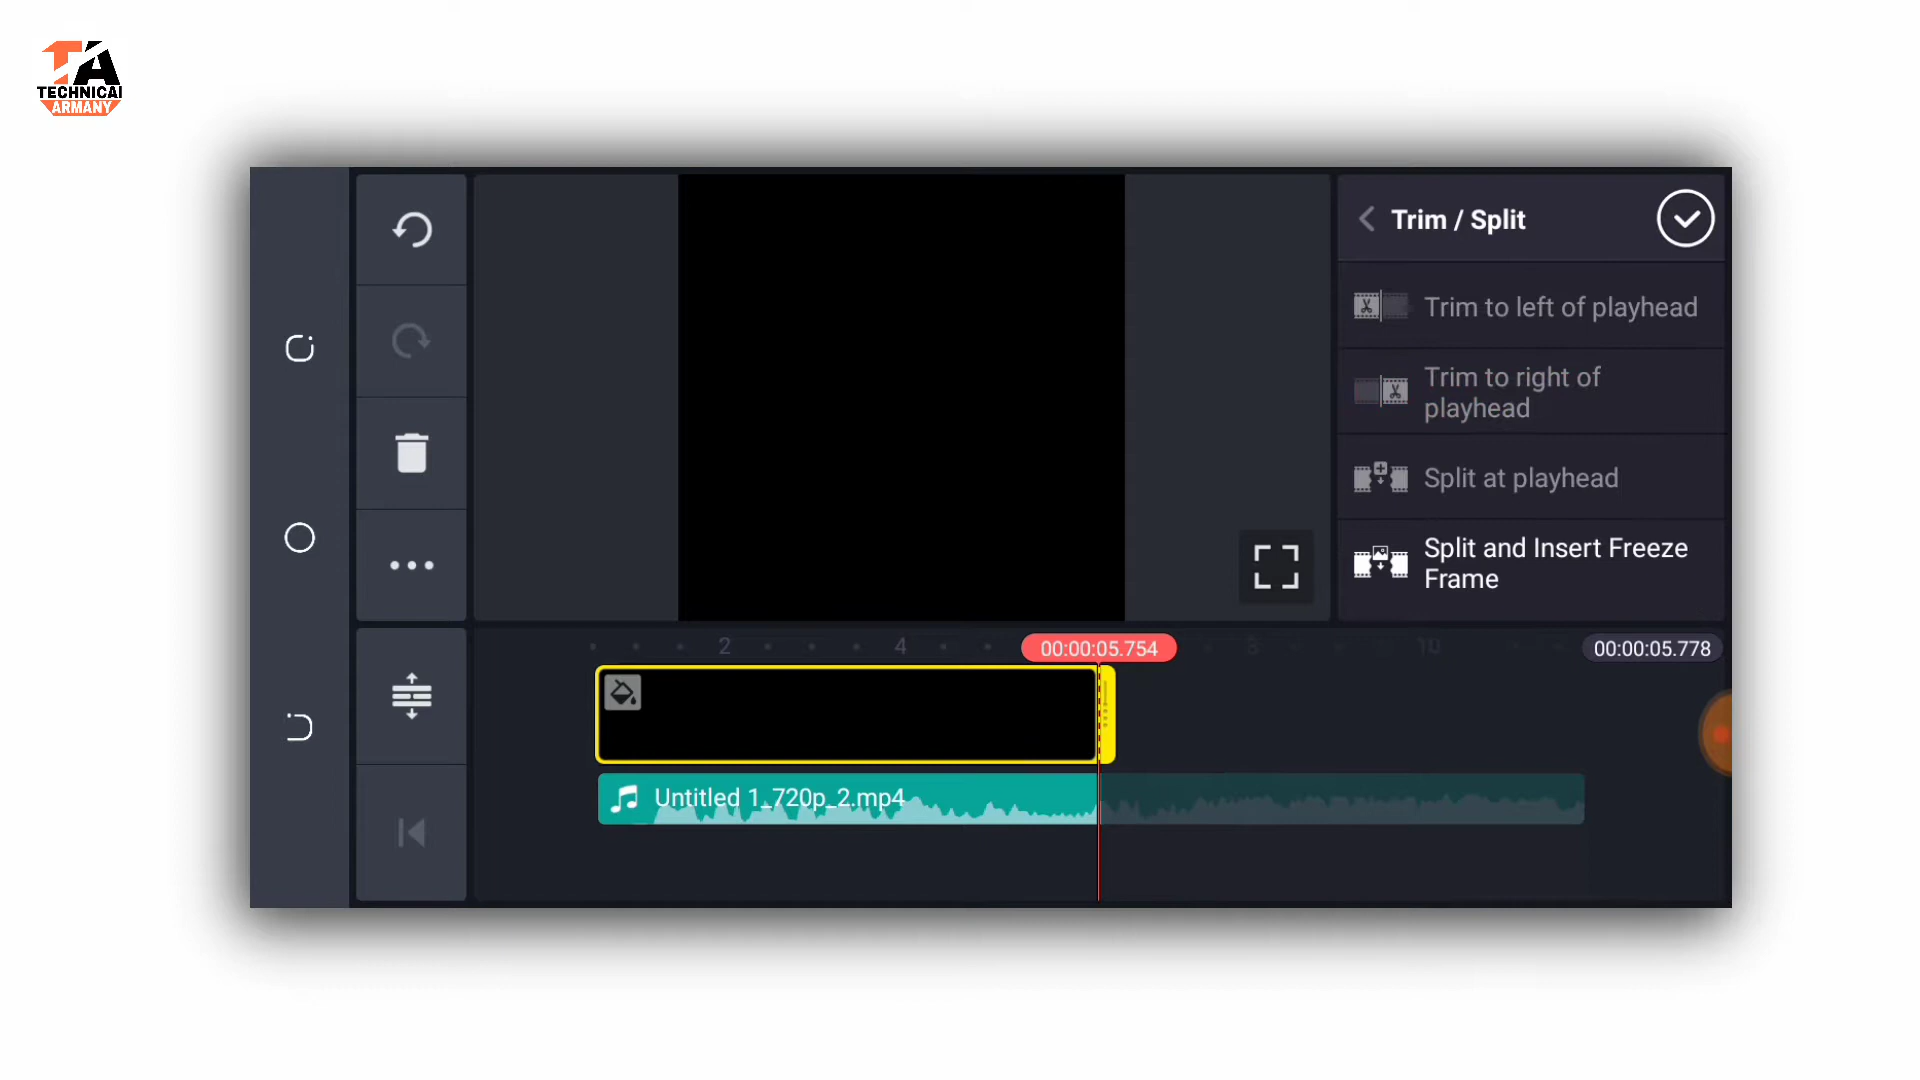 TECHNICAL
ARMANY
Trim / Split
Trim to left of playhead
Trim to right of
playhead
Split at playhead
Split and Insert Freeze
Frame
2
4
00:00:05.754
8
10
00:00:05.778
Untitled 1_720p_2.mp4